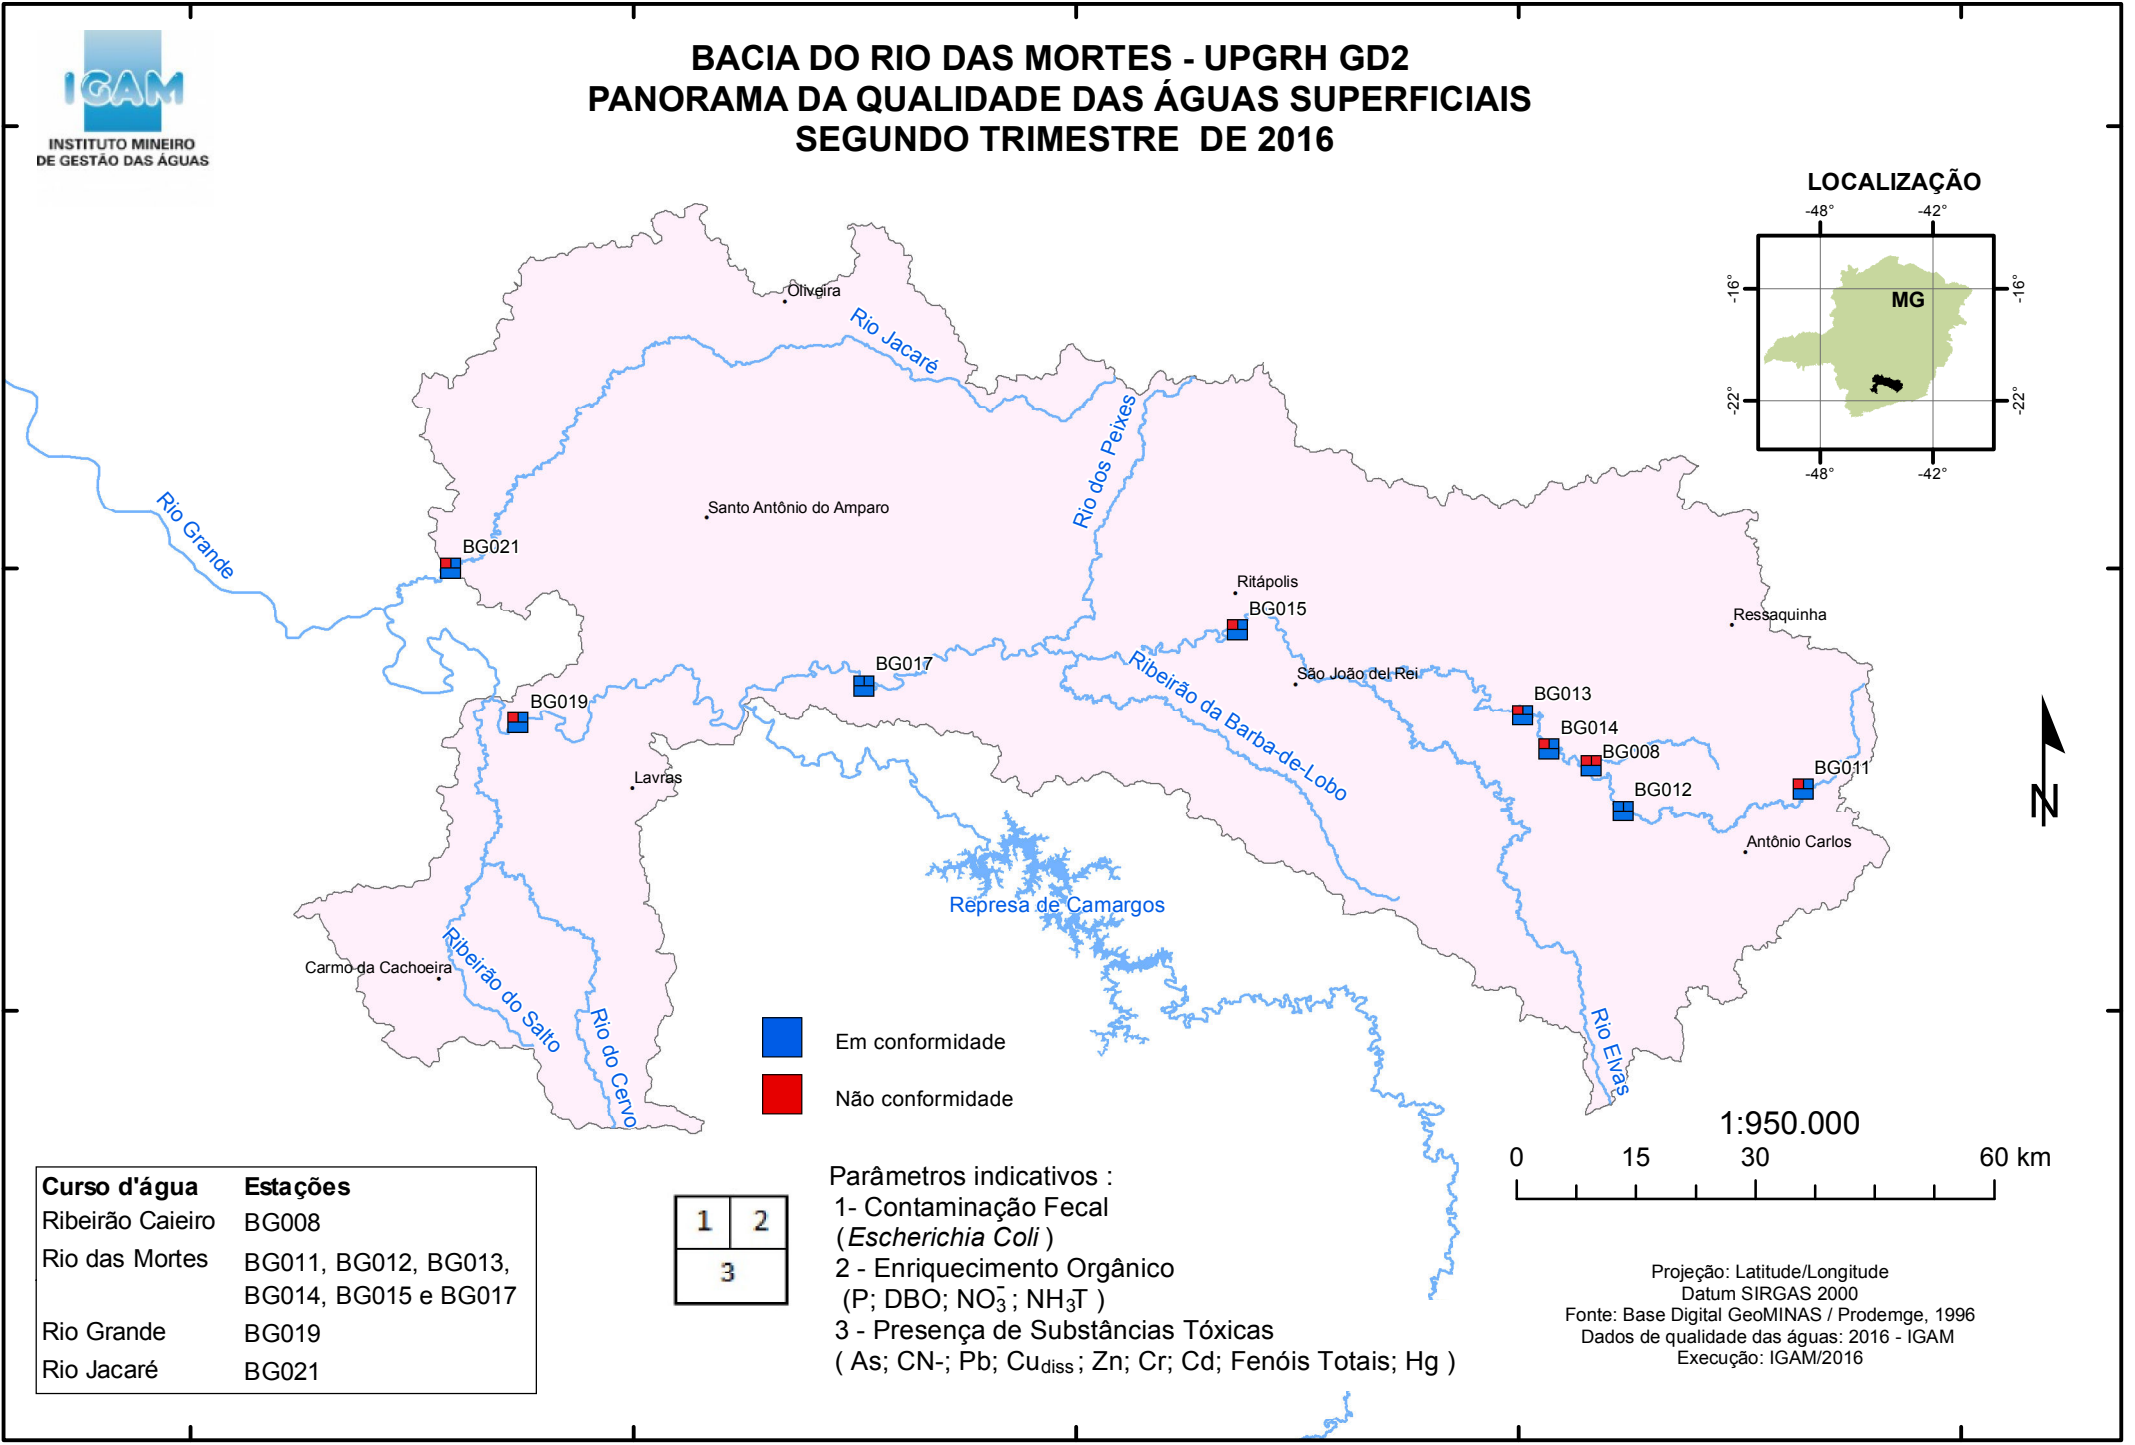 IGAM
INSTITUTO MINEIRO
DE GESTÃO DAS ÁGUAS
BACIA DO RIO DAS MORTES - UPGRH GD2
PANORAMA DA QUALIDADE DAS ÁGUAS SUPERFICIAIS
SEGUNDO TRIMESTRE DE 2016
LOCALIZAÇÃO
-48°
-42°
-16°
-16°
MG
-22°
-22°
-48°
-42°
Oliveira
Rio Jacaré
Rio dos Peixes
Rio Grande
Santo Antônio do Amparo
BG021
Ritápolis
BG015
Ressaquinha
BG017
Ribeirão da Barba-de-Lobo
São João del Rei
BG019
BG013
BG014
BG008
BG011
BG012
Lavras
Antônio Carlos
N
Represa de Camargos
Carmo da Cachoeira
Ribeirão do Salto
Rio do Cervo
Rio Elvas
Em conformidade
Não conformidade
1:950.000
0 15 30 60 km
Curso d'água Estações
Ribeirão Caieiro BG008
Rio das Mortes BG011, BG012, BG013,
BG014, BG015 e BG017
Rio Grande BG019
Rio Jacaré BG021
1 2
3
Parâmetros indicativos :
1- Contaminação Fecal
(Escherichia Coli )
2 - Enriquecimento Orgânico
(P; DBO; NO₃⁻; NH₃T )
3 - Presença de Substâncias Tóxicas
( As; CN-; Pb; Cudiss; Zn; Cr; Cd; Fenóis Totais; Hg )
Projeção: Latitude/Longitude
Datum SIRGAS 2000
Fonte: Base Digital GeoMINAS / Prodemge, 1996
Dados de qualidade das águas: 2016 - IGAM
Execução: IGAM/2016